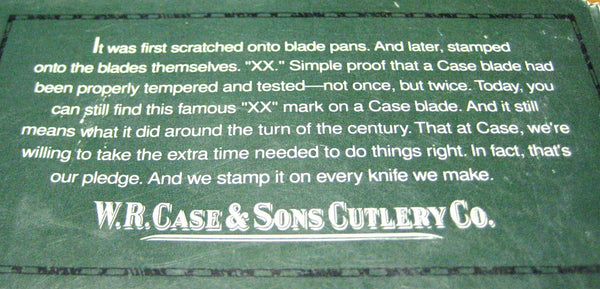 It was first scratched onto blade pans. And later, stamped
onto the blades themselves. "XX." Simple proof that a Case blade had
been properly tempered and tested—not once, but twice. Today, you
can still find this famous "XX" mark on a Case blade. And it still
means what it did around the turn of the century. That at Case, we're
willing to take the extra time needed to do things right. In fact, that's
our pledge. And we stamp it on every knife we make.
W.R. CASE & SONS CUTLERY CO.